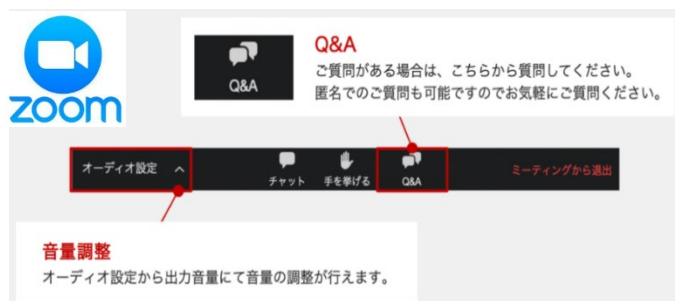 zoom
Q&A
Q&A
ご質問がある場合は、こちらから質問してください。
匿名でのご質問も可能ですのでお気軽にご質問ください。
オーディオ設定
チャット
手を挙げる
Q&A
ミーティングから退出
音量調整
オーディオ設定から出力音量にて音量の調整が行えます。